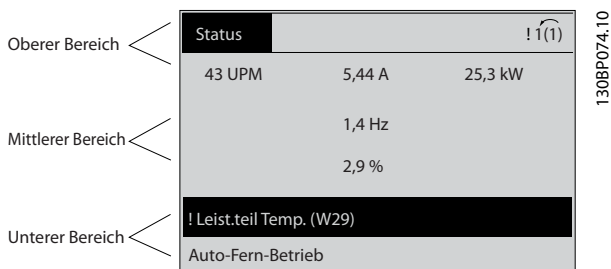 Oberer Bereich
Status
! 1(1)
43 UPM 5,44 A 25,3 kW
Mittlerer Bereich
1,4 Hz
2,9 %
Unterer Bereich
! Leist.teil Temp. (W29)
Auto-Fern-Betrieb
130BP074.10